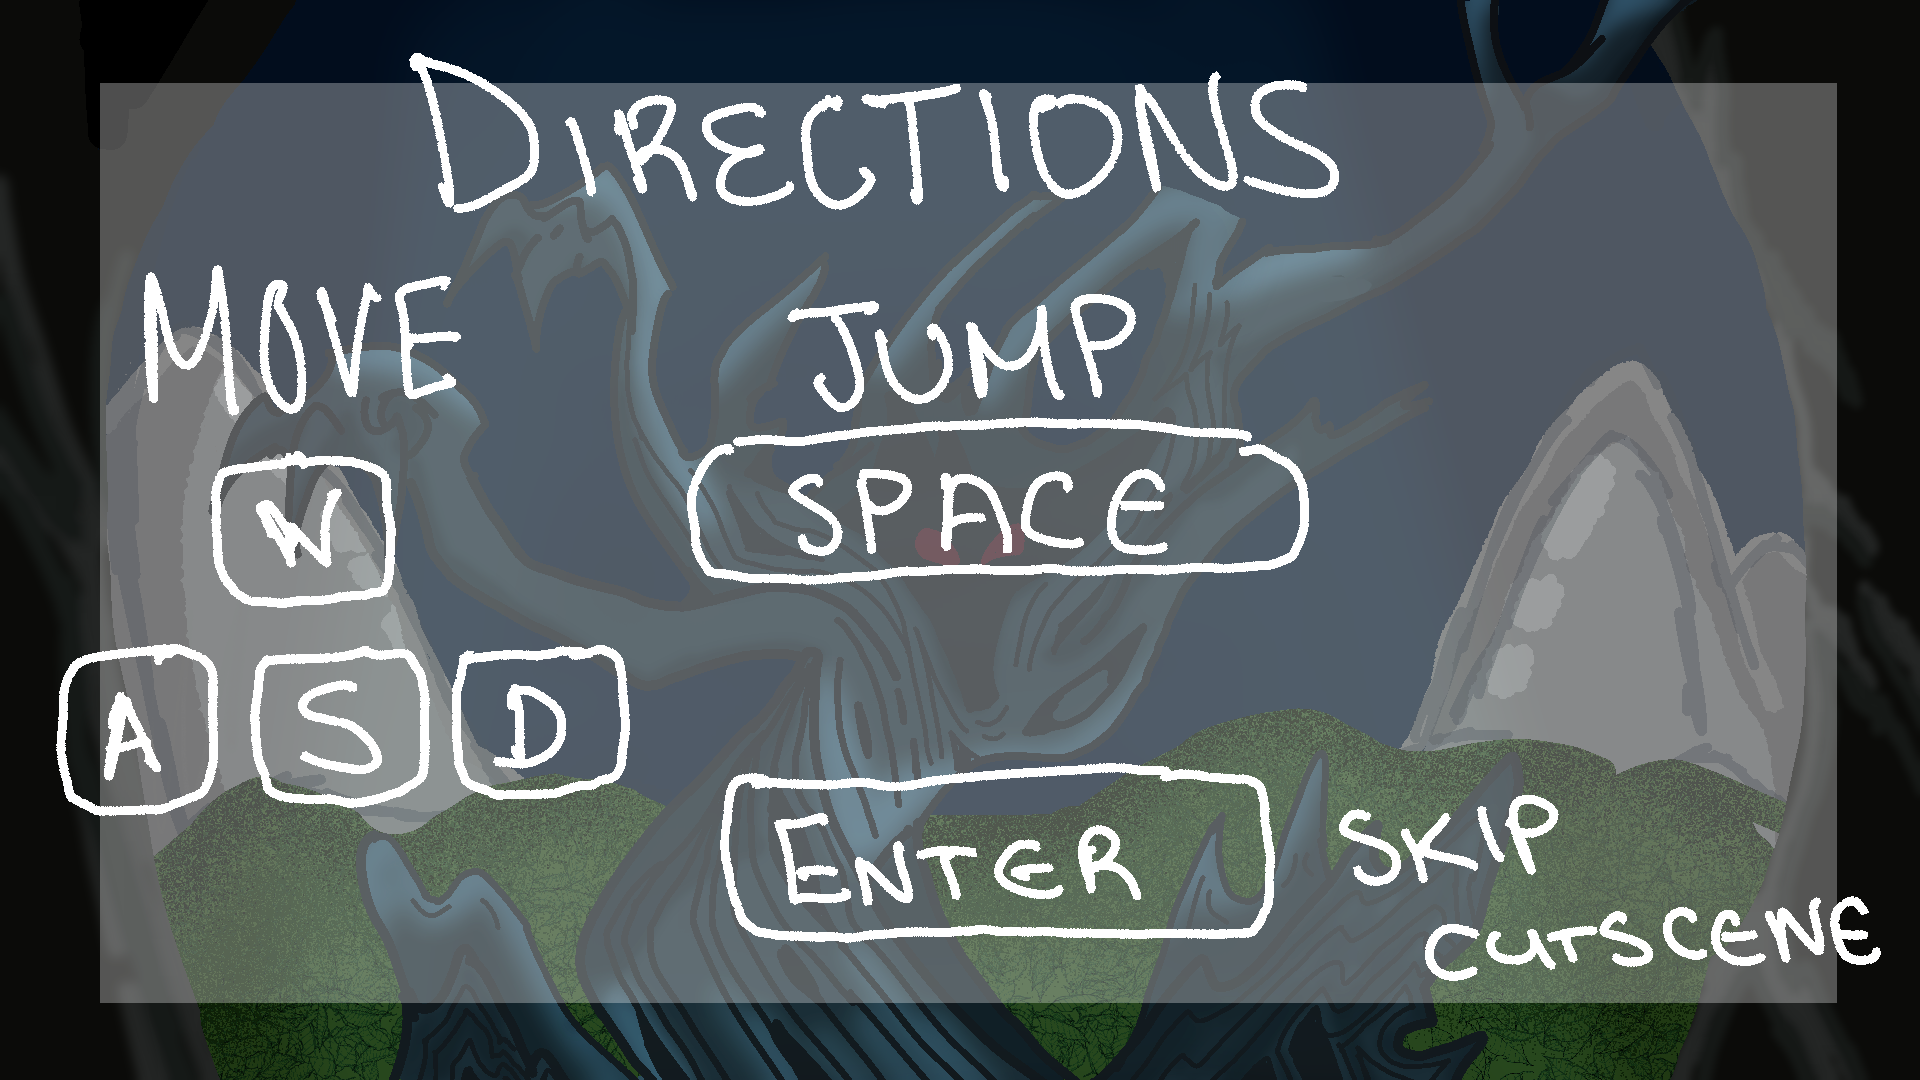 DIRECTIONS
MOVE
W
A S D
JUMP
SPACE
ENTER SKIP
CUTSCENE